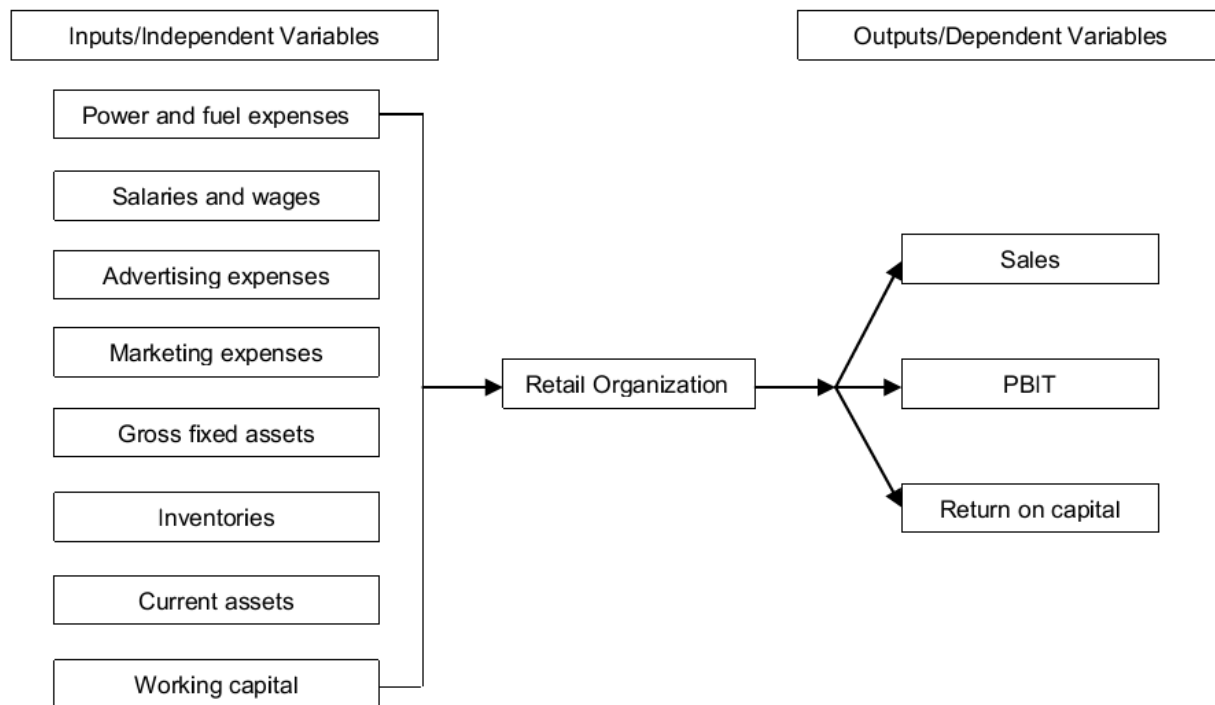 Inputs/Independent Variables
Outputs/Dependent Variables
Power and fuel expenses
Salaries and wages
Advertising expenses
Marketing expenses
Gross fixed assets
Inventories
Current assets
Working capital
Retail Organization
Sales
PBIT
Return on capital